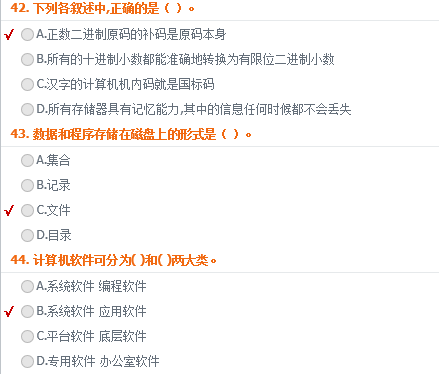 42. 下列各叙述中,正确的是（ ）。
A.正数二进制原码的补码是原码本身
B.所有的十进制小数都能准确地转换为有限位二进制小数
C.汉字的计算机机内码就是国标码
D.所有存储器具有记忆能力,其中的信息任何时候都不会丢失
43. 数据和程序存储在磁盘上的形式是（ ）。
A.集合
B.记录
C.文件
D.目录
44. 计算机软件可分为( )和( )两大类。
A.系统软件 编程软件
B.系统软件 应用软件
C.平台软件 底层软件
D.专用软件 办公室软件